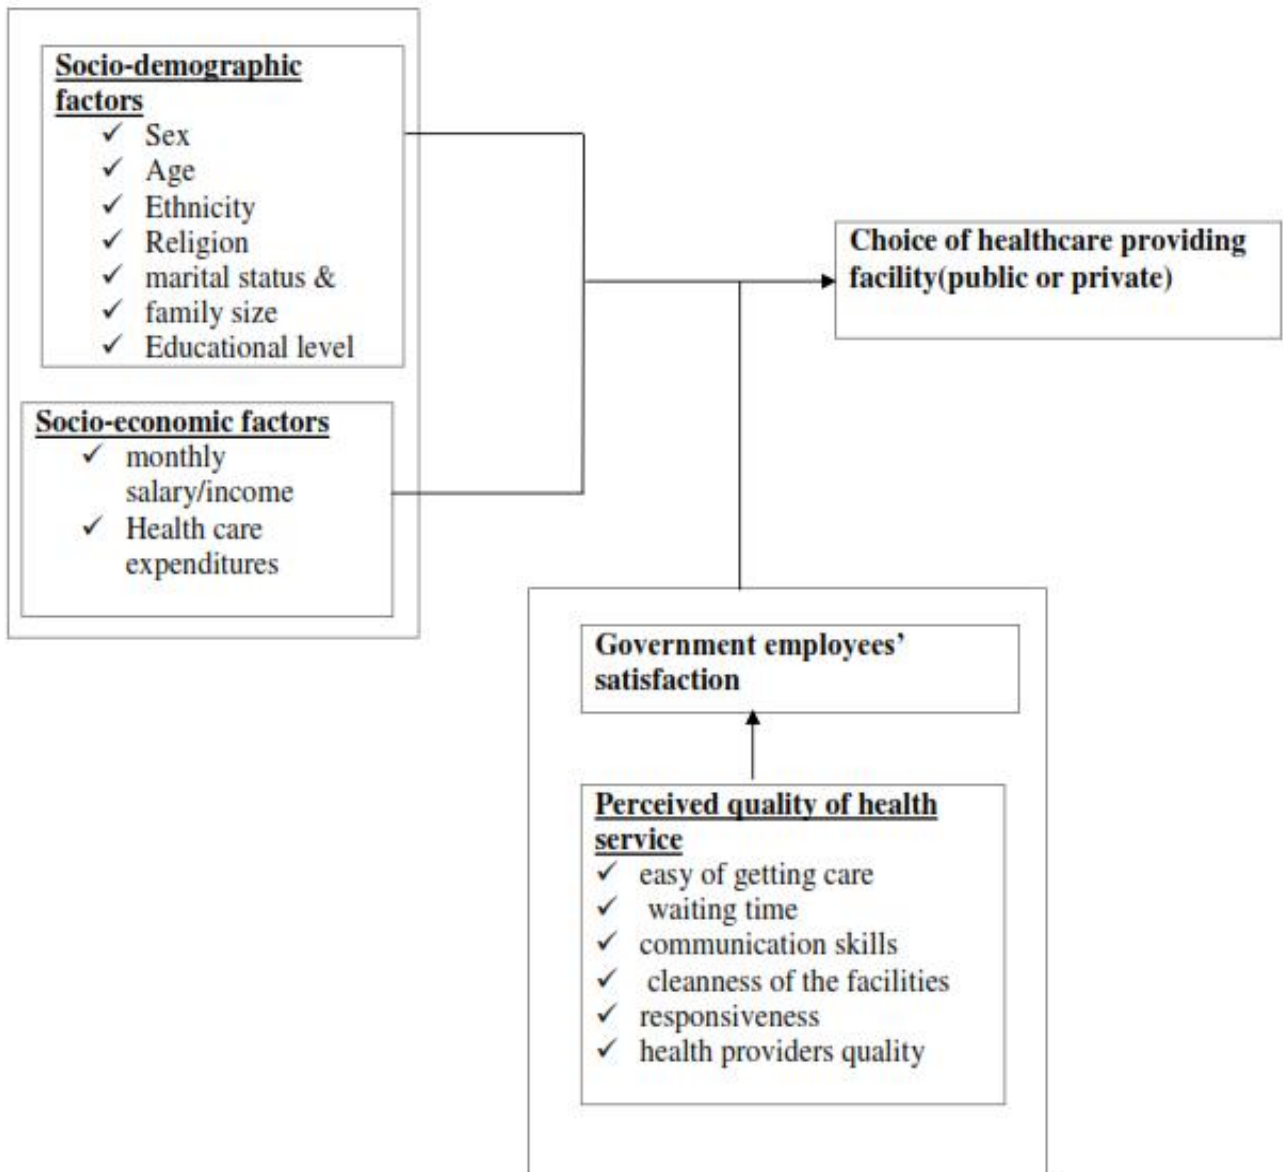 Socio-demographic
factors
✓ Sex
✓ Age
✓ Ethnicity
✓ Religion
✓ marital status &
✓ family size
✓ Educational level
Socio-economic factors
✓ monthly
salary/income
✓ Health care
expenditures
Choice of healthcare providing
facility(public or private)
Government employees’
satisfaction
Perceived quality of health
service
✓ easy of getting care
✓ waiting time
✓ communication skills
✓ cleanness of the facilities
✓ responsiveness
✓ health providers quality